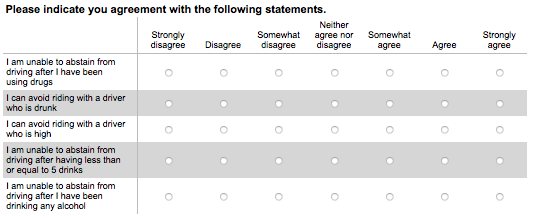 Please indicate you agreement with the following statements.
Strongly disagree
Disagree
Somewhat disagree
Neither agree nor disagree
Somewhat agree
Agree
Strongly agree
I am unable to abstain from
driving after I have been
using drugs
I can avoid riding with a driver
who is drunk
I can avoid riding with a driver
who is high
I am unable to abstain from
driving after having less than
or equal to 5 drinks
I am unable to abstain from
driving after I have been
drinking any alcohol